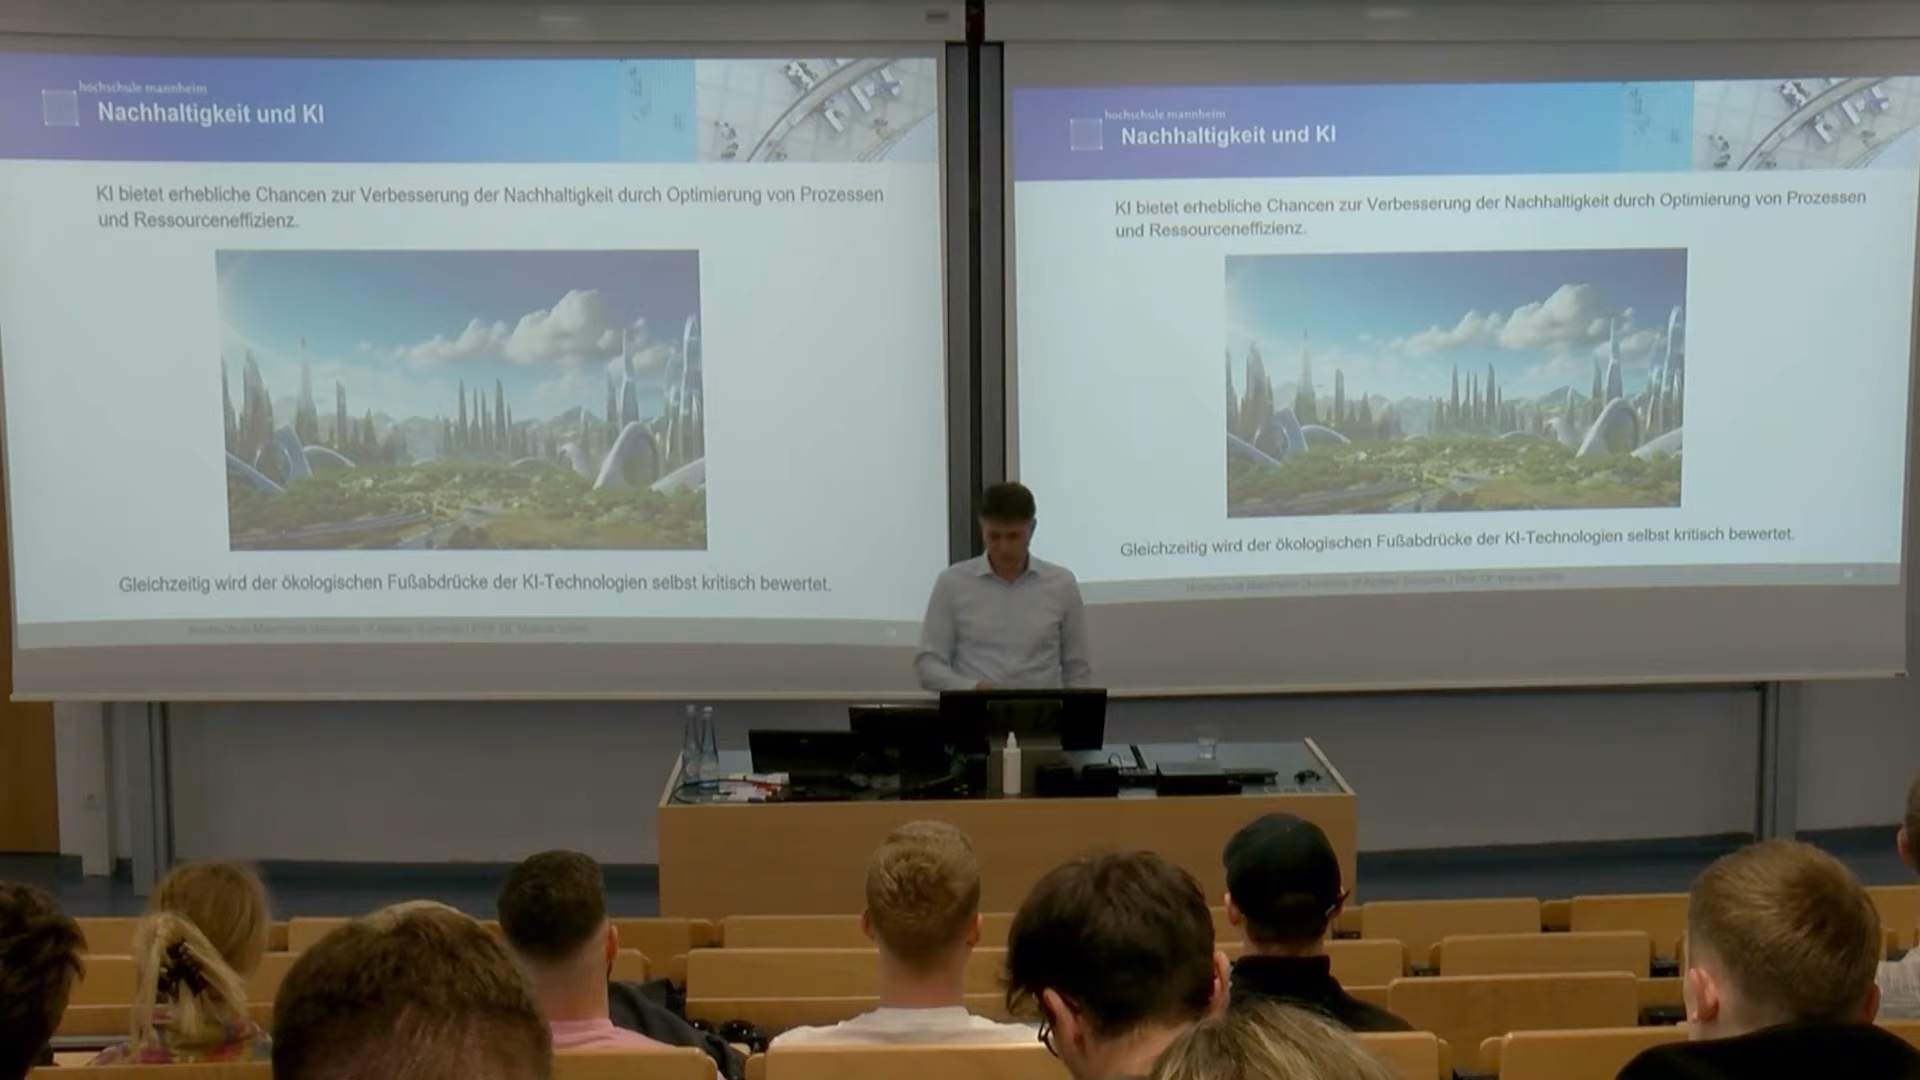 hochschule mannheim
Nachhaltigkeit und KI
KI bietet erhebliche Chancen zur Verbesserung der Nachhaltigkeit durch Optimierung von Prozessen
und Ressourceneffizienz.
Gleichzeitig wird der ökologischen Fußabdrücke der KI-Technologien selbst kritisch bewertet.
hochschule mannheim
Nachhaltigkeit und KI
KI bietet erhebliche Chancen zur Verbesserung der Nachhaltigkeit durch Optimierung von Prozessen
und Ressourceneffizienz.
Gleichzeitig wird der ökologischen Fußabdrücke der KI-Technologien selbst kritisch bewertet.